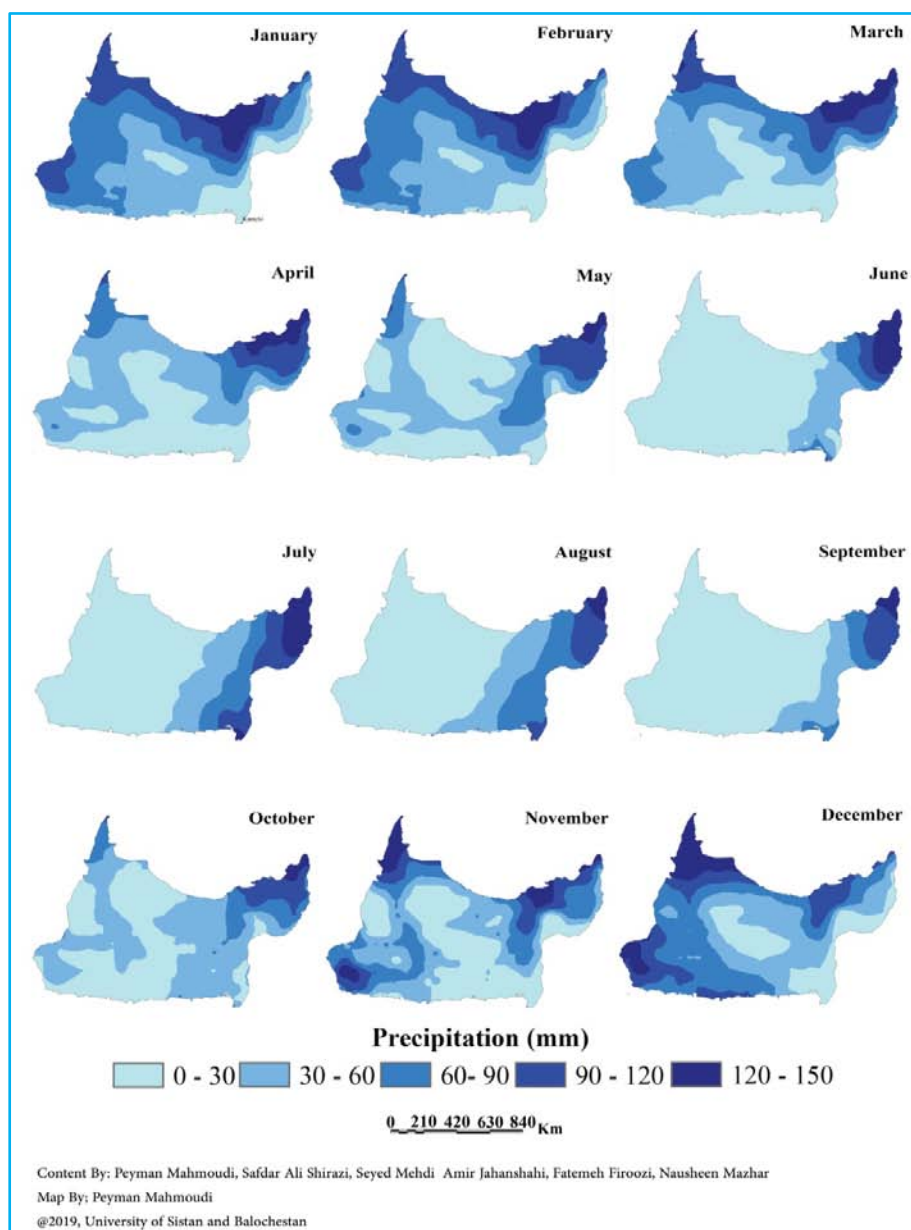 January February March
April May June
July August September
October November December
Precipitation (mm)
0 - 30 30 - 60 60- 90 90 - 120 120 - 150
0 210 420 630 840 Km
Content By: Peyman Mahmoudi, Safdar Ali Shirazi, Seyed Mehdi Amir Jahanshahi, Fatemeh Firoozi, Nausheen Mazhar
Map By: Peyman Mahmoudi
@2019, University of Sistan and Balochestan